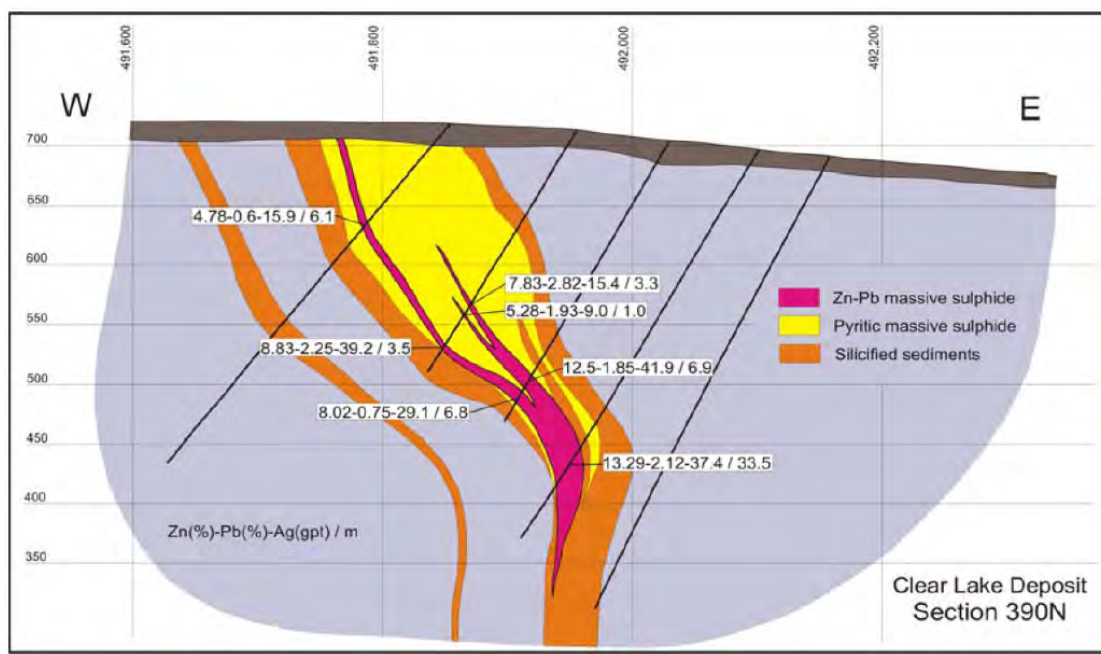 491,600
491,800
492,000
492,200
W
E
700
650
600
550
500
450
400
350
4.78-0.6-15.9 / 6.1
7.83-2.82-15.4 / 3.3
5.28-1.93-9.0 / 1.0
8.83-2.25-39.2 / 3.5
12.5-1.85-41.9 / 6.9
8.02-0.75-29.1 / 6.8
13.29-2.12-37.4 / 33.5
Zn-Pb massive sulphide
Pyritic massive sulphide
Silicified sediments
Zn(%)-Pb(%)-Ag(gpt) / m
Clear Lake Deposit
Section 390N